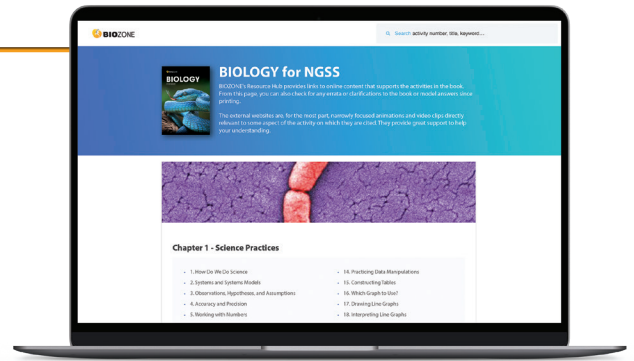 BIOZONE
Search activity number, title, keyword....
BIOLOGY
BIOLOGY for NGSS
BIOZONE's Resource Hub provides links to online content that supports the activities in the book.
From this page, you can also check for any errata or clarifications to the book or model answers since
printing.
The external websites are, for the most part, narrowly focused animations and video clips directly
relevant to some aspect of the activity on which they are cited. They provide great support to help
your understanding.
Chapter 1 - Science Practices
1. How Do We Do Science
2. Systems and Systems Models
3. Observations, Hypotheses, and Assumptions
4. Accuracy and Precision
5. Working with Numbers
14. Practicing Data Manipulations
15. Constructing Tables
16. Which Graph to Use?
17. Drawing Line Graphs
18. Interpreting Line Graphs